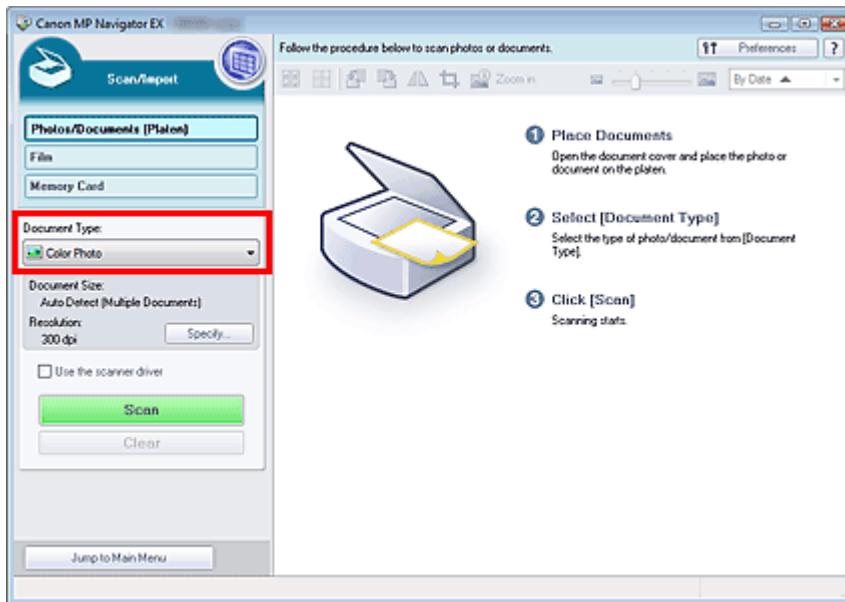 Canon MP Navigator EX
Scan/Import
Photos/Documents (Platen)
Film
Memory Card
Document Type:
Color Photo
Document Size:
Auto Detect (Multiple Documents)
Resolution:
300 dpi
Specify...
Use the scanner driver
Scan
Clear
Jump to Main Menu
Follow the procedure below to scan photos or documents.
Preferences
?
Zoom in
By Date
1 Place Documents
Open the document cover and place the photo or
document on the platen.
2 Select [Document Type]
Select the type of photo/document from [Document
Type].
3 Click [Scan]
Scanning starts.